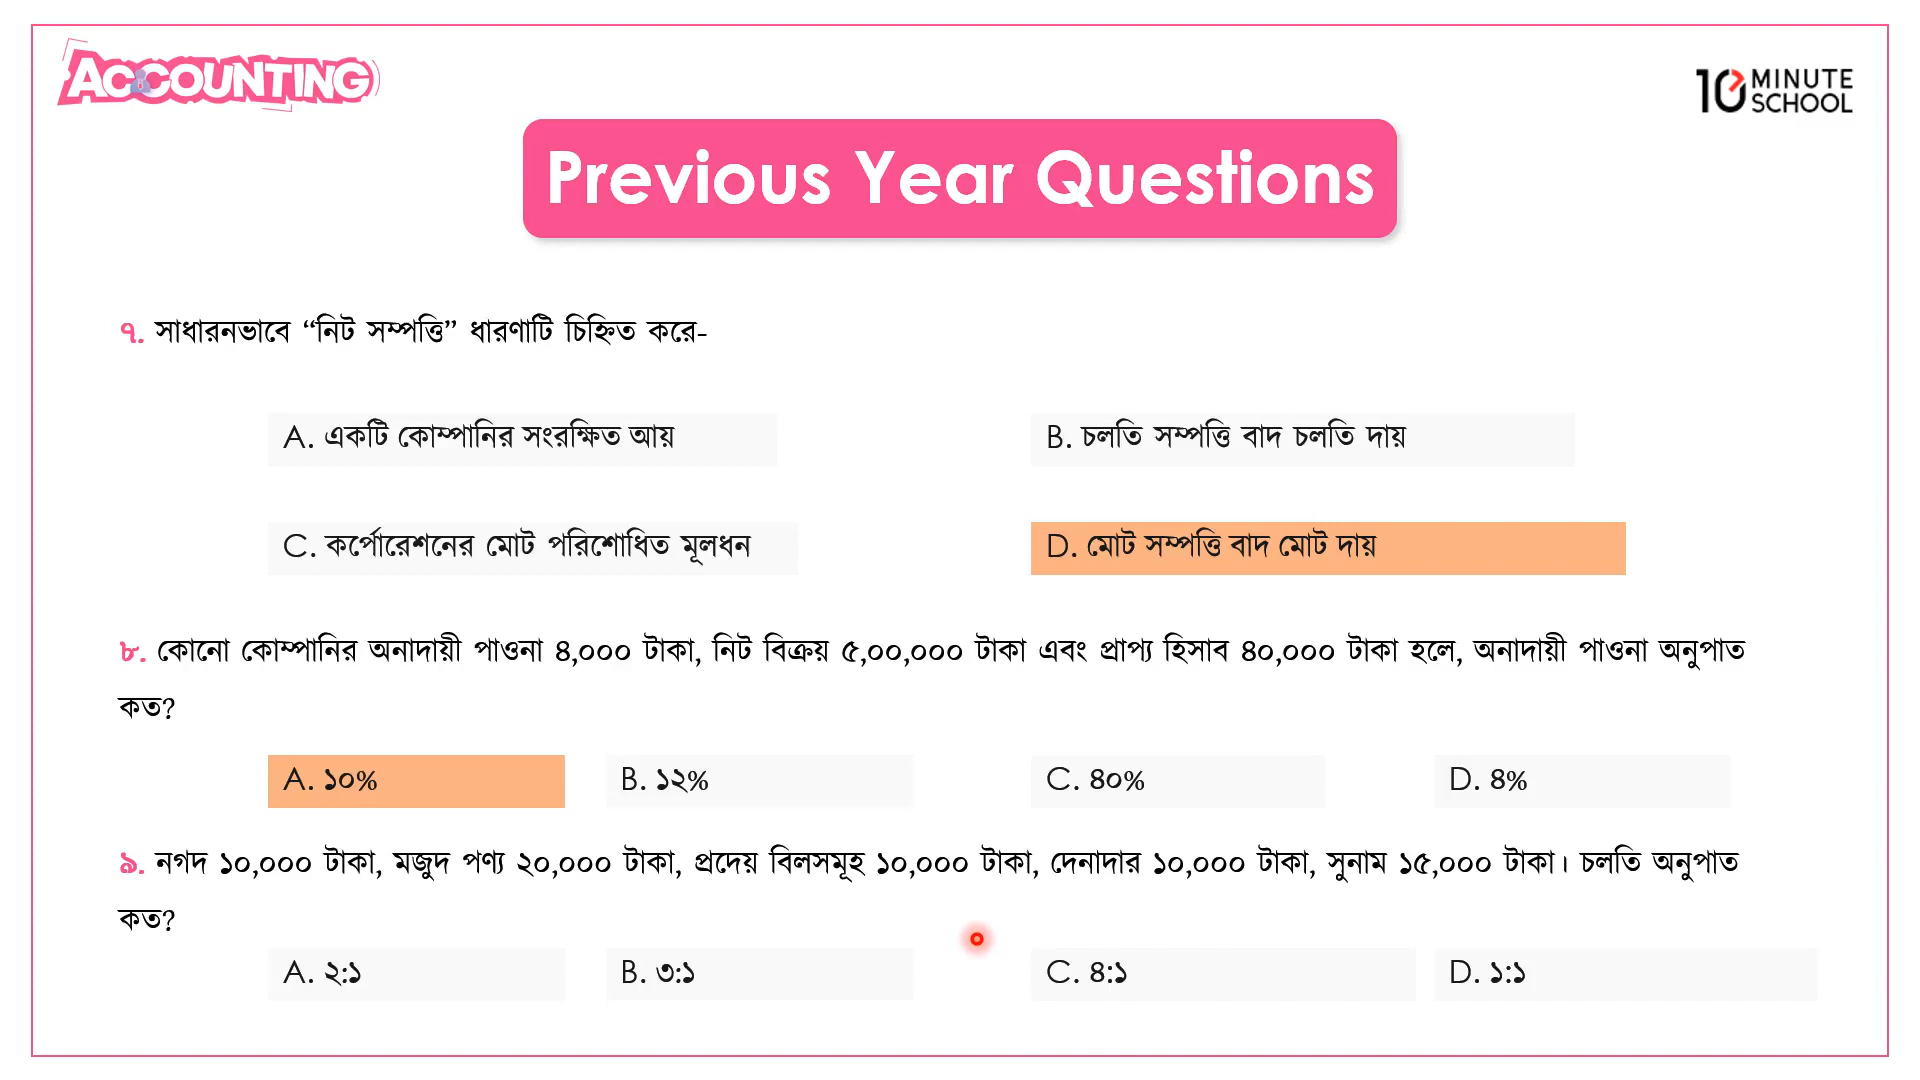 ACCOUNTING
10 MINUTE SCHOOL
Previous Year Questions
৭. সাধারনভাবে “নিট সম্পত্তি” ধারণাটি চিহ্নিত করে-
A. একটি কোম্পানির সংরক্ষিত আয়
B. চলতি সম্পত্তি বাদ চলতি দায়
C. কর্পোরেশনের মোট পরিশোধিত মূলধন
D. মোট সম্পত্তি বাদ মোট দায়
৮. কোনো কোম্পানির অনাদায়ী পাওনা ৪,০০০ টাকা, নিট বিক্রয় ৫,০০,০০০ টাকা এবং প্রাপ্য হিসাব ৪০,০০০ টাকা হলে, অনাদায়ী পাওনা অনুপাত
কত?
A. ১০%
B. ১২%
C. ৪০%
D. ৪%
৯. নগদ ১০,০০০ টাকা, মজুদ পণ্য ২০,০০০ টাকা, প্রদেয় বিলসমূহ ১০,০০০ টাকা, দেনাদার ১০,০০০ টাকা, সুনাম ১৫,০০০ টাকা। চলতি অনুপাত
কত?
A. ২:১
B. ৩:১
C. ৪:১
D. ১:১